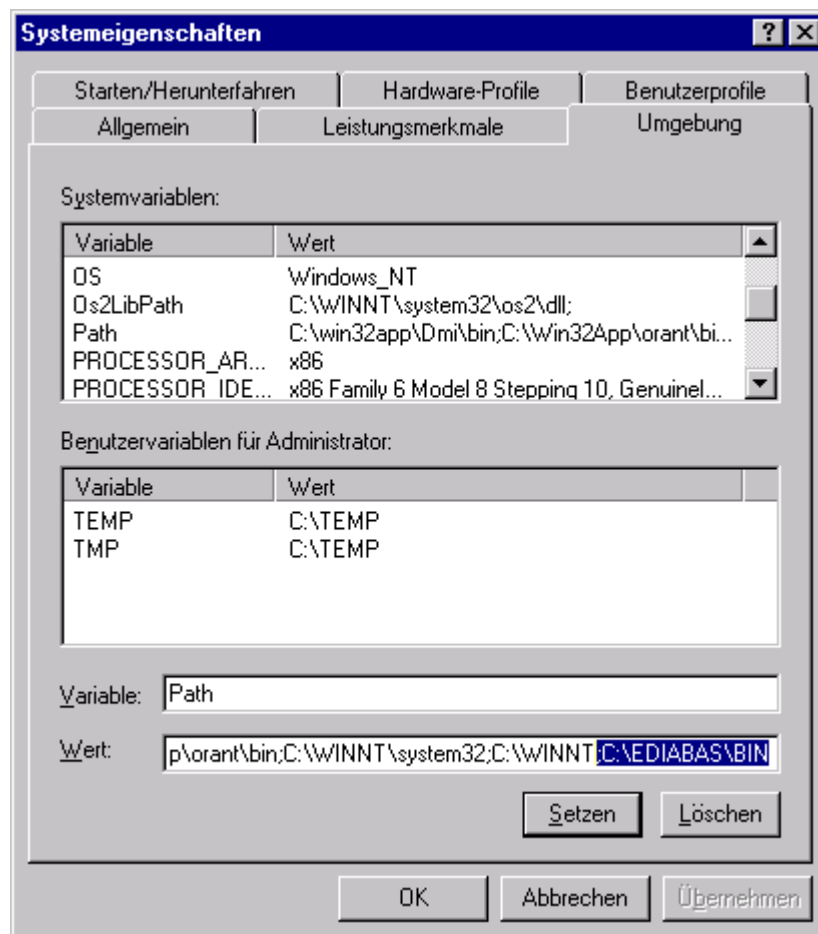 Systemeigenschaften
Starten/Herunterfahren Hardware-Profile Benutzerprofile
Allgemein Leistungsmerkmale Umgebung
Systemvariablen:
Variable Wert
OS Windows_NT
Os2LibPath C:\WINNT\system32\os2\dll;
Path C:\win32app\Dmi\bin;C:\Win32App\orant\bi...
PROCESSOR_AR... x86
PROCESSOR_IDE... x86 Family 6 Model 8 Stepping 10, GenuineI...
Benutzervariablen für Administrator:
Variable Wert
TEMP C:\TEMP
TMP C:\TEMP
Variable: Path
Wert: p\orant\bin;C:\WINNT\system32;C:\WINNT;C:\EDIABAS\BIN
Setzen Löschen
OK Abbrechen Übernehmen